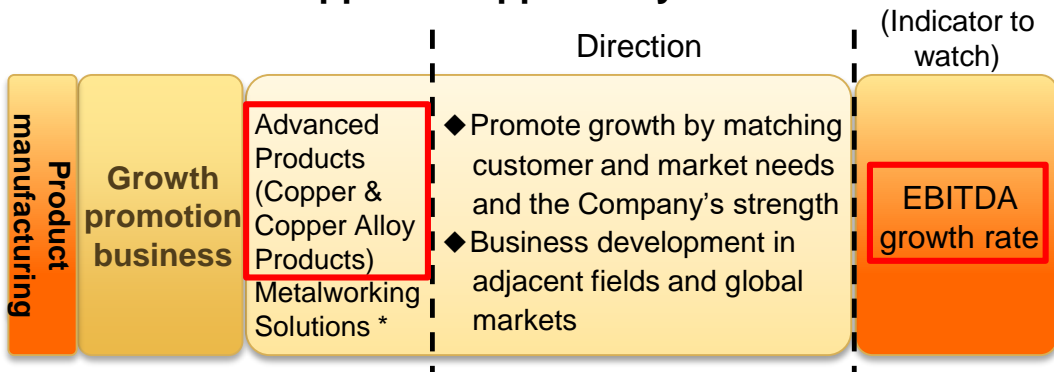 Direction
(Indicator to
watch)
Product
manufacturing
Growth
promotion
business
Advanced
Products
(Copper &
Copper Alloy
Products)
Metalworking
Solutions *
◆Promote growth by matching
customer and market needs
and the Company’s strength
◆Business development in
adjacent fields and global
markets
EBITDA
growth rate